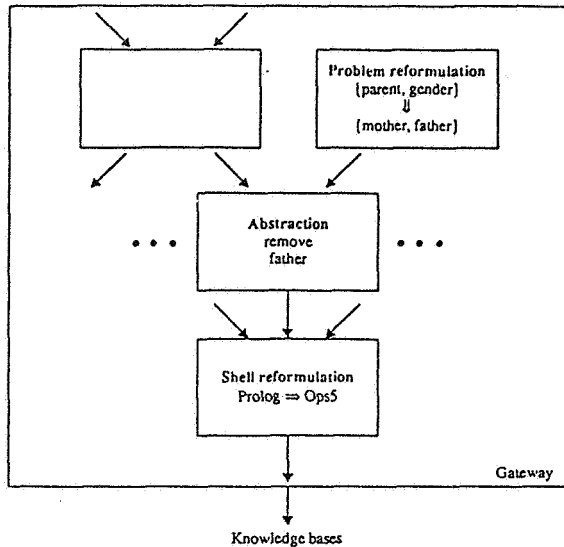 Problem reformulation
{parent, gender}
⇓
{mother, father}
Abstraction
remove
father
Shell reformulation
Prolog ⇒ Ops5
Gateway
Knowledge bases